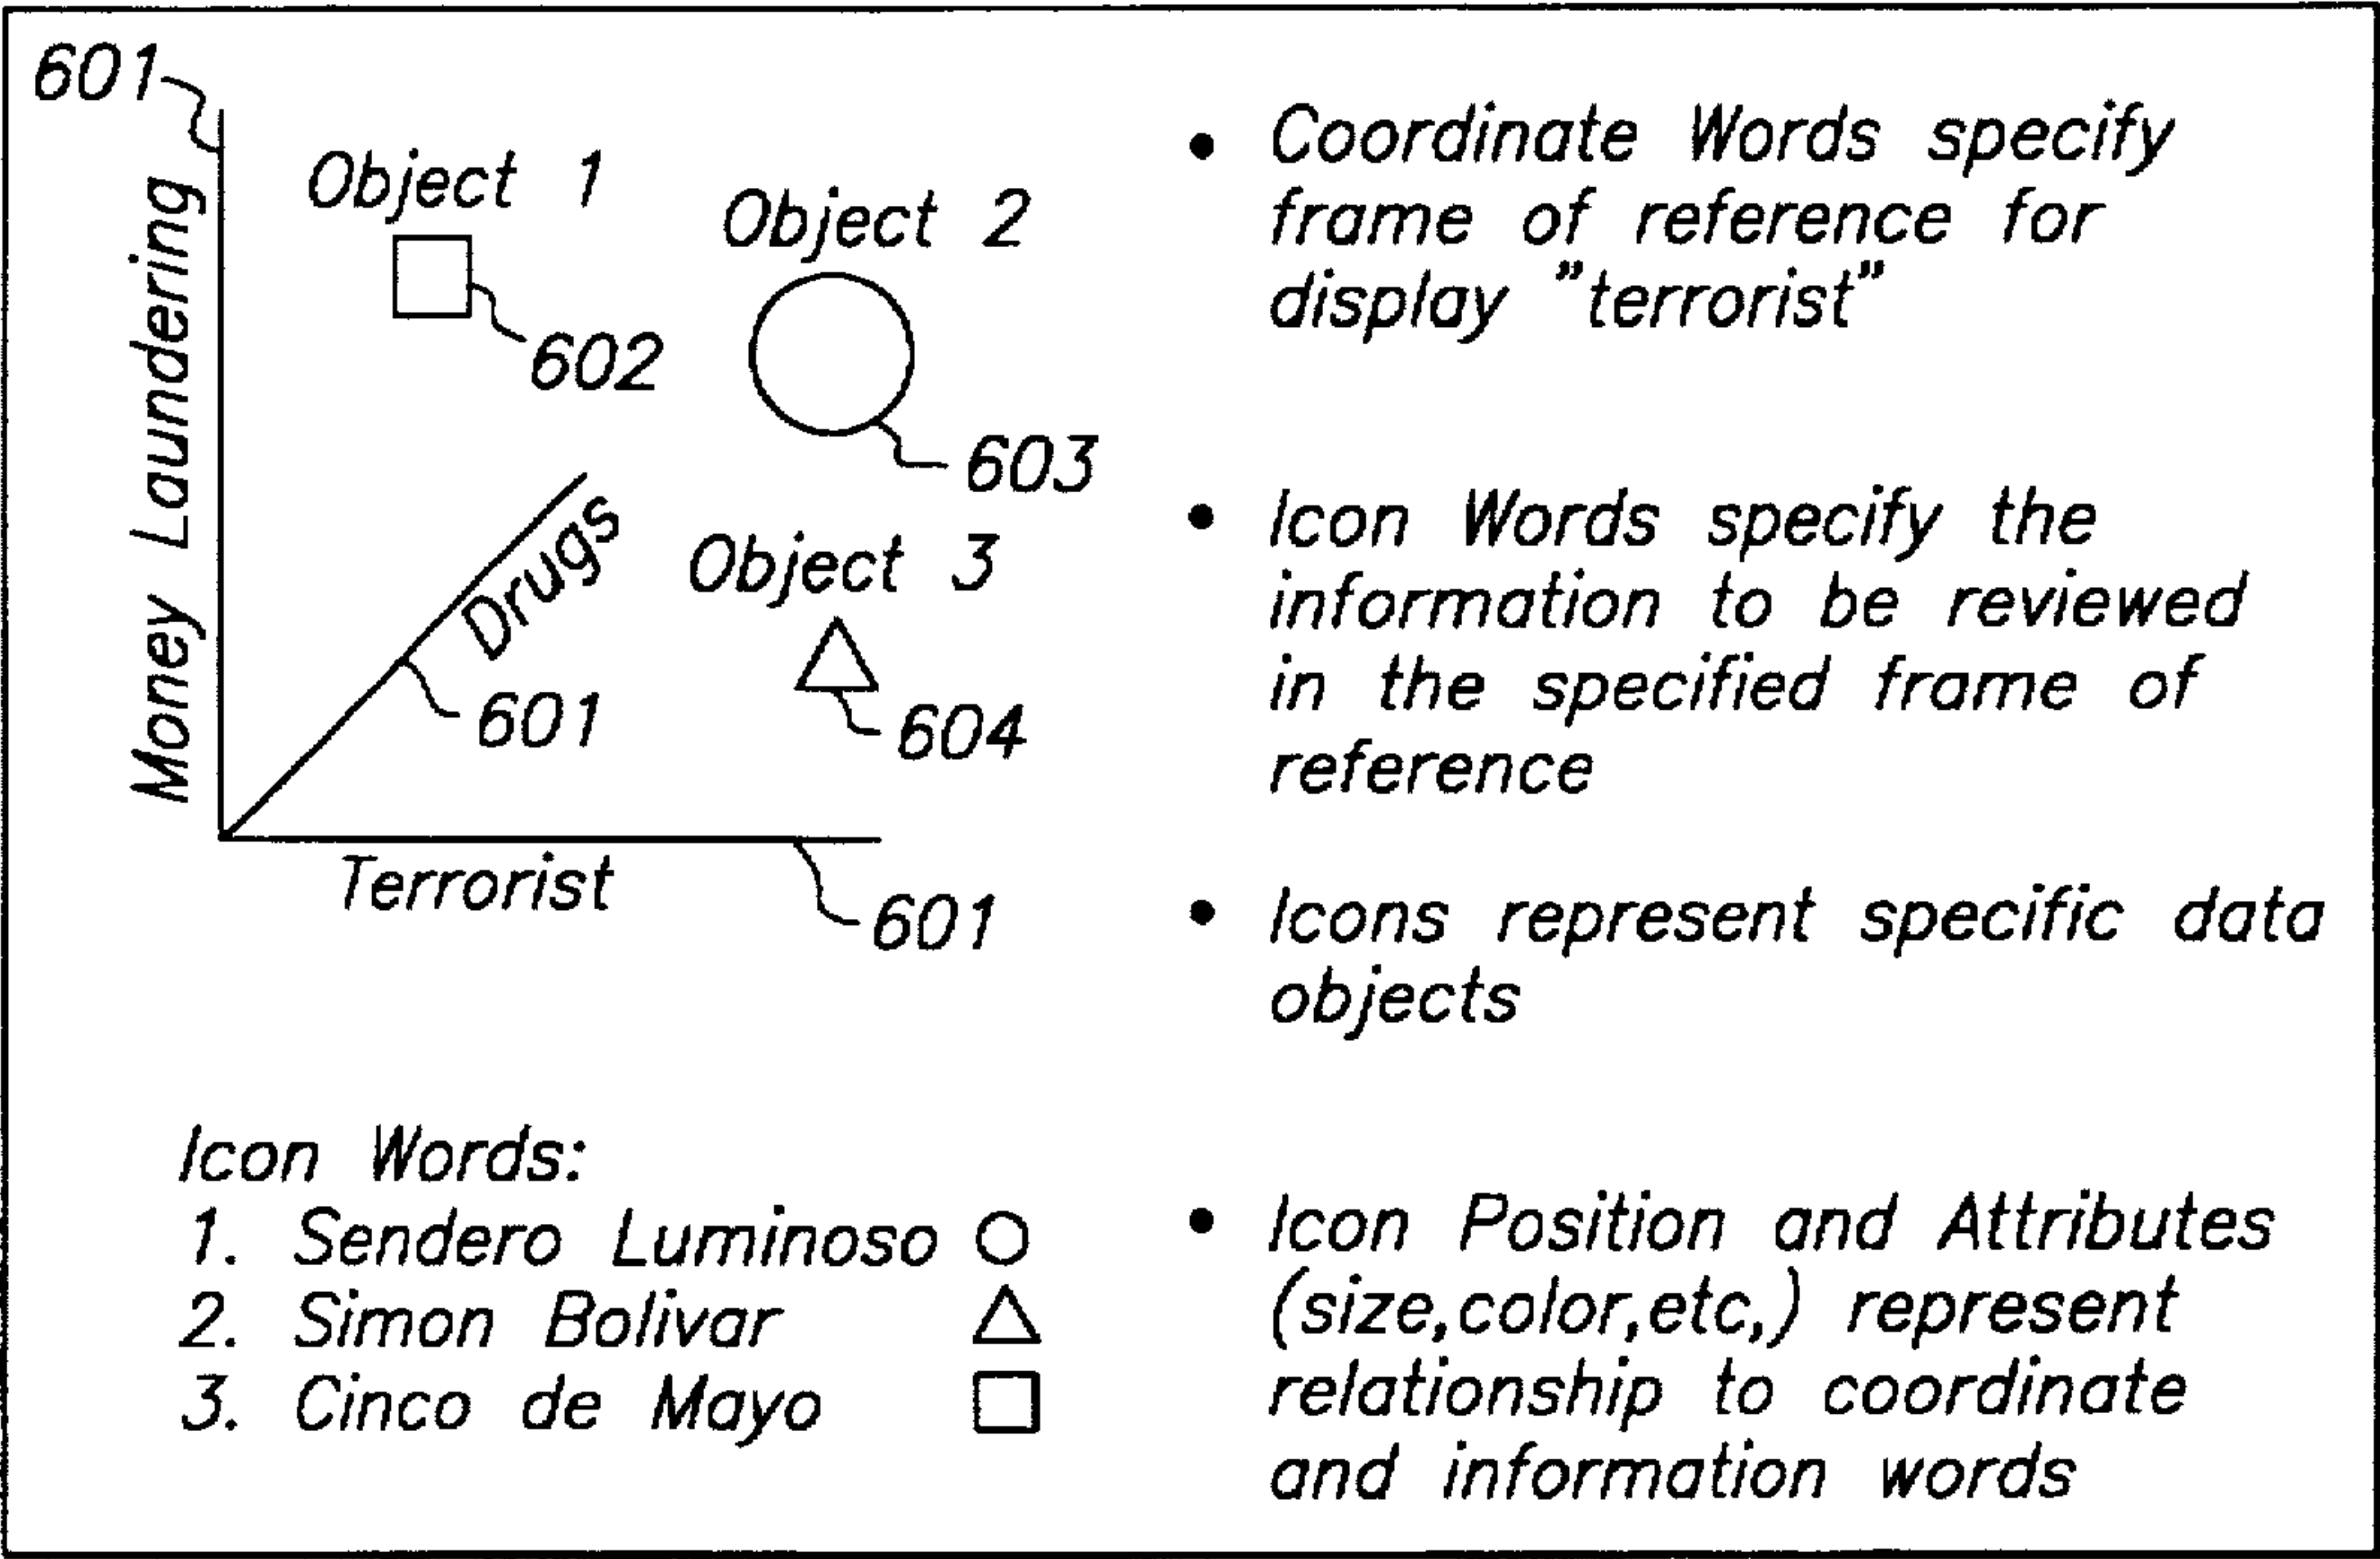 601
Money Laundering
Object 1
602
Object 2
603
Drugs
601
Object 3
604
Terrorist
601
Icon Words:
1. Sendero Luminoso
2. Simon Bolivar
3. Cinco de Mayo
• Coordinate Words specify
frame of reference for
display "terrorist"
• Icon Words specify the
information to be reviewed
in the specified frame of
reference
• Icons represent specific data
objects
• Icon Position and Attributes
(size,color,etc,) represent
relationship to coordinate
and information words